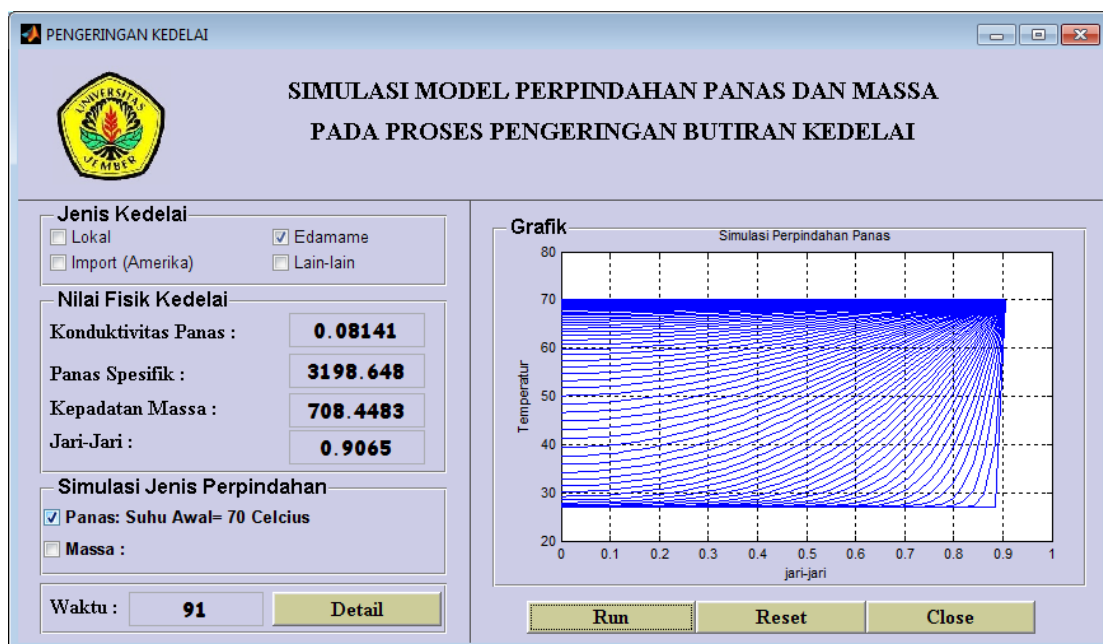 PENGERINGAN KEDELAI
UNIVERSITAS
JEMBER
SIMULASI MODEL PERPINDAHAN PANAS DAN MASSA
PADA PROSES PENGERINGAN BUTIRAN KEDELAI
Jenis Kedelai
Lokal
Edamame
Import (Amerika)
Lain-lain
Nilai Fisik Kedelai
Konduktivitas Panas :
0.08141
Panas Spesifik :
3198.648
Kepadatan Massa :
708.4483
Jari-Jari :
0.9065
Simulasi Jenis Perpindahan
Panas: Suhu Awal= 70 Celcius
Massa :
Waktu :
91
Detail
Grafik
Simulasi Perpindahan Panas
80
70
60
50
40
30
20
Temperatur
0 0.1 0.2 0.3 0.4 0.5 0.6 0.7 0.8 0.9 1
jari-jari
Run
Reset
Close